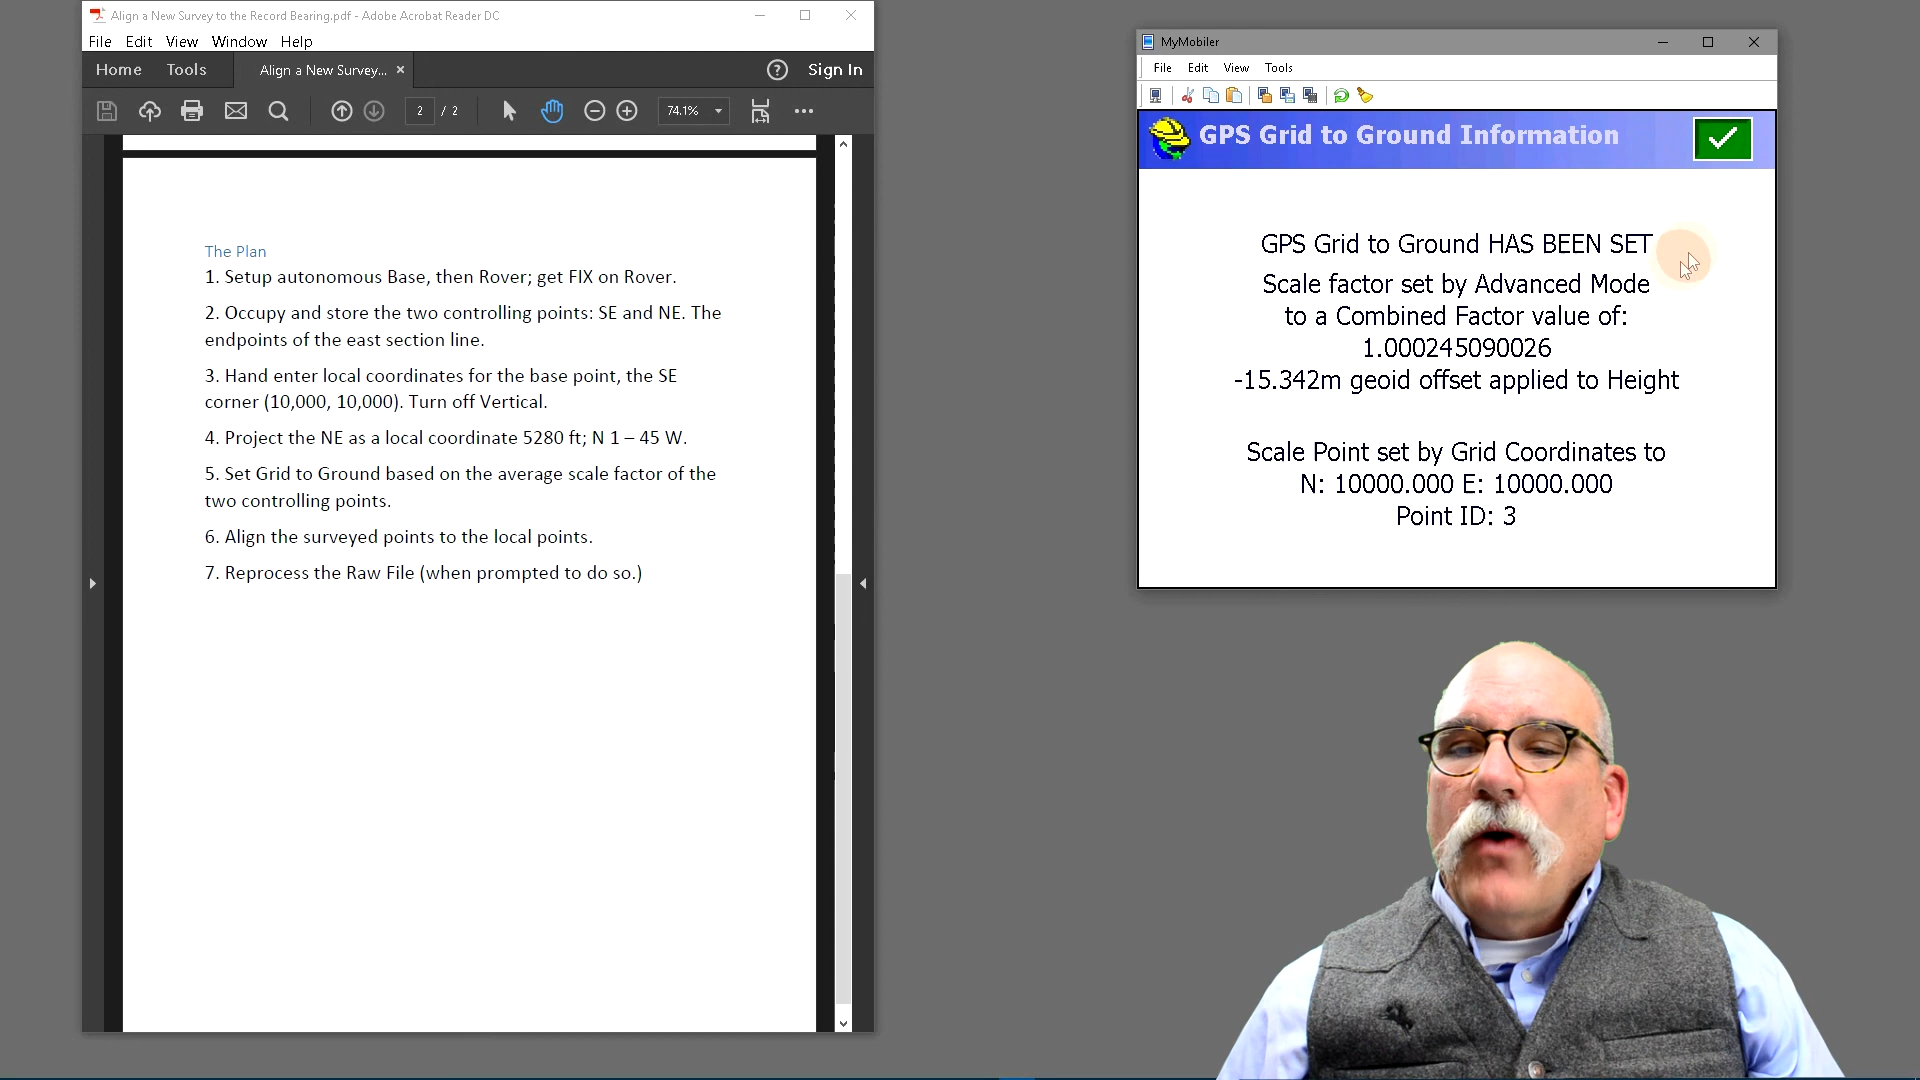 Align a New Survey to the Record Bearing.pdf - Adobe Acrobat Reader DC
File Edit View Window Help
Home Tools Align a New Survey... × Sign In
2 / 2 74.1%
The Plan
1. Setup autonomous Base, then Rover; get FIX on Rover.
2. Occupy and store the two controlling points: SE and NE. The
endpoints of the east section line.
3. Hand enter local coordinates for the base point, the SE
corner (10,000, 10,000). Turn off Vertical.
4. Project the NE as a local coordinate 5280 ft; N 1 – 45 W.
5. Set Grid to Ground based on the average scale factor of the
two controlling points.
6. Align the surveyed points to the local points.
7. Reprocess the Raw File (when prompted to do so.)
MyMobiler
File Edit View Tools
GPS Grid to Ground Information
GPS Grid to Ground HAS BEEN SET
Scale factor set by Advanced Mode
to a Combined Factor value of:
1.000245090026
-15.342m geoid offset applied to Height
Scale Point set by Grid Coordinates to
N: 10000.000 E: 10000.000
Point ID: 3